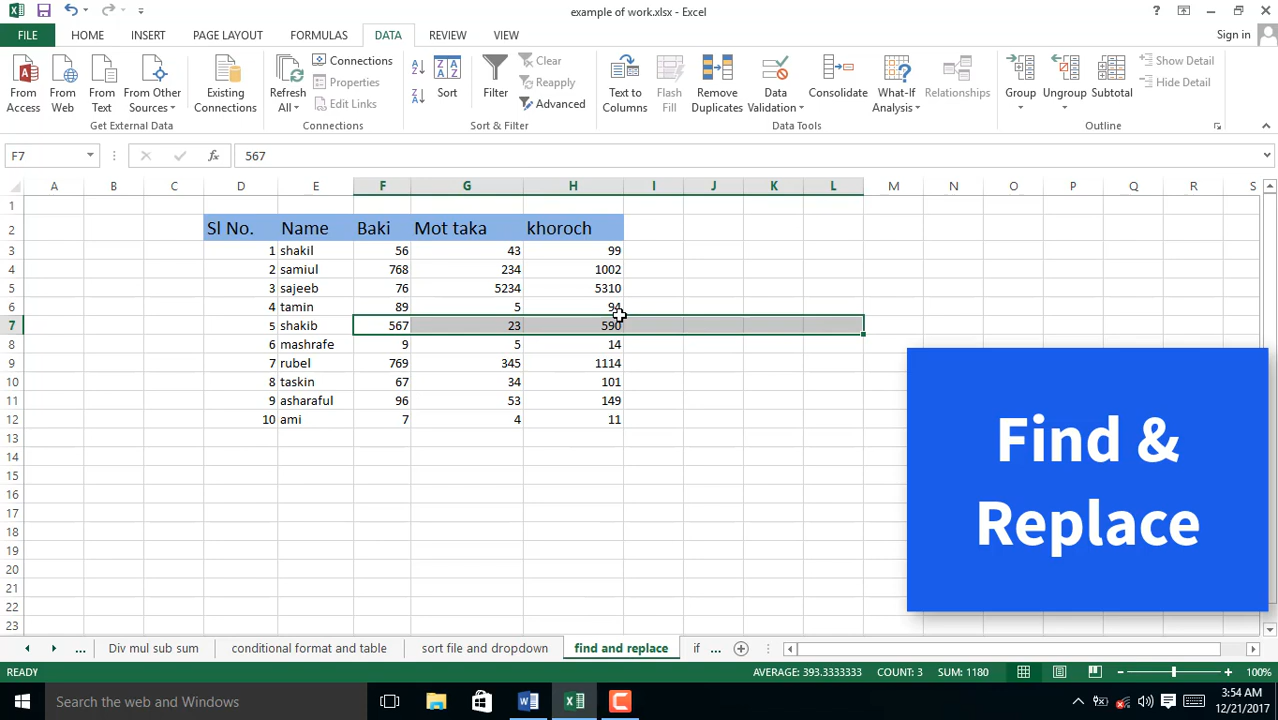 example of work.xlsx - Excel
FILE HOME INSERT PAGE LAYOUT FORMULAS DATA REVIEW VIEW Sign in
From Access From Web From Text From Other Sources Existing Connections Refresh All Connections Properties Edit Links Sort Filter Clear Reapply Advanced Text to Columns Flash Fill Remove Duplicates Data Validation Consolidate What-If Analysis Relationships Group Ungroup Subtotal Show Detail Hide Detail
Get External Data Connections Sort & Filter Data Tools Outline
F7 567
A B C D E F G H I J K L M N O P Q R S
1
2 Sl No. Name Baki Mot taka khoroch
3 1 shakil 56 43 99
4 2 samiul 768 234 1002
5 3 sajeeb 76 5234 5310
6 4 tamin 89 5 94
7 5 shakib 567 23 590
8 6 mashrafe 9 5 14
9 7 rubel 769 345 1114
10 8 taskin 67 34 101
11 9 asharaful 96 53 149
12 10 ami 7 4 11
13
14
15
16
17
18
19
20
21
22
23
Find &
Replace
... Div mul sub sum conditional format and table sort file and dropdown find and replace if ...
READY AVERAGE: 393.3333333 COUNT: 3 SUM: 1180 100%
Search the web and Windows 3:54 AM
12/21/2017